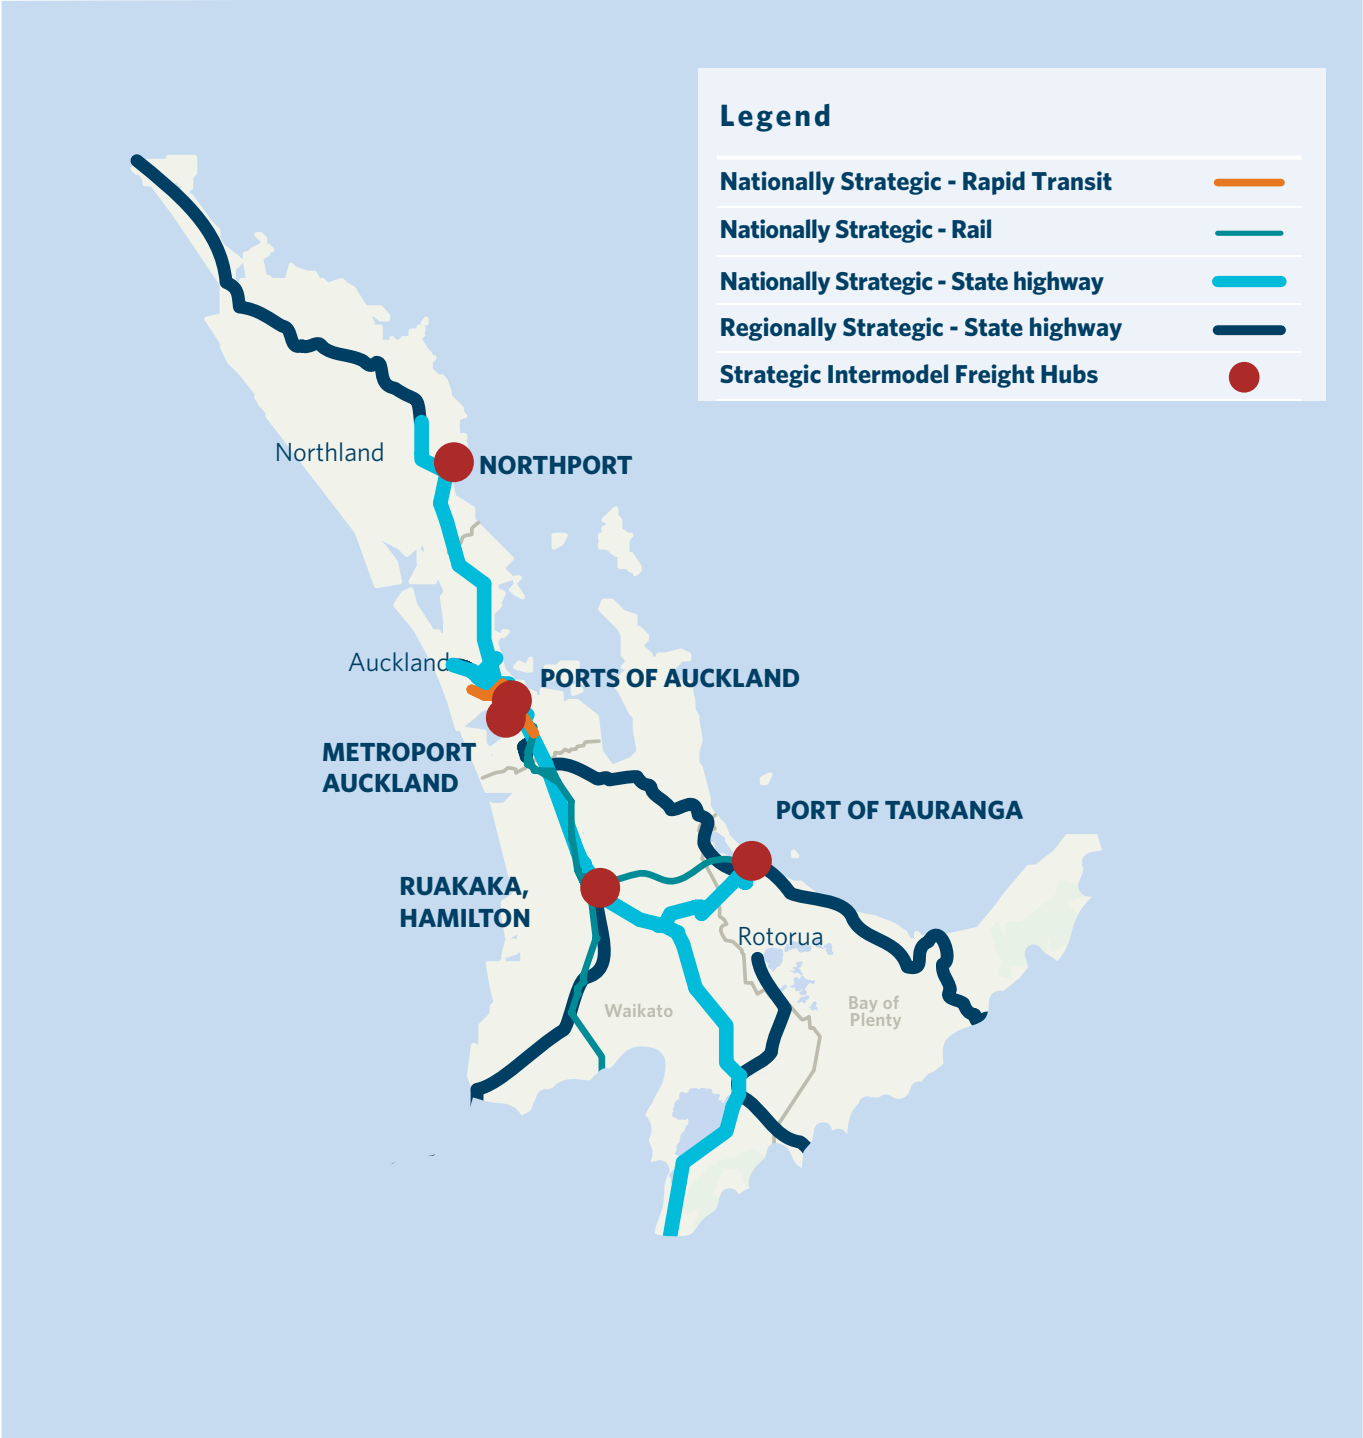 Legend
Nationally Strategic - Rapid Transit
Nationally Strategic - Rail
Nationally Strategic - State highway
Regionally Strategic - State highway
Strategic Intermodel Freight Hubs
Northland
NORTHPORT
Auckland
PORTS OF AUCKLAND
METROPORT
AUCKLAND
PORT OF TAURANGA
RUAKAKA,
HAMILTON
Rotorua
Waikato
Bay of
Plenty